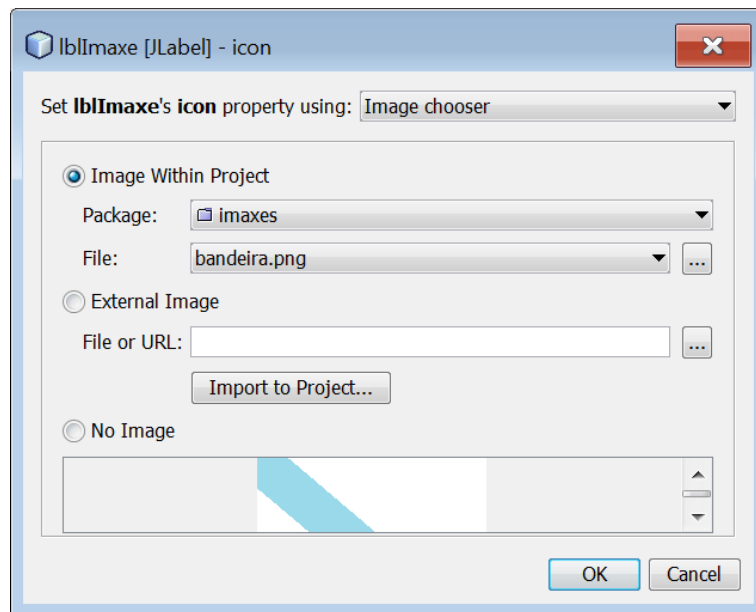 lblImaxe [JLabel] - icon
Set lblImaxe's icon property using: Image chooser
Image Within Project
Package: imaxes
File: bandeira.png ...
External Image
File or URL: ...
Import to Project...
No Image
OK Cancel